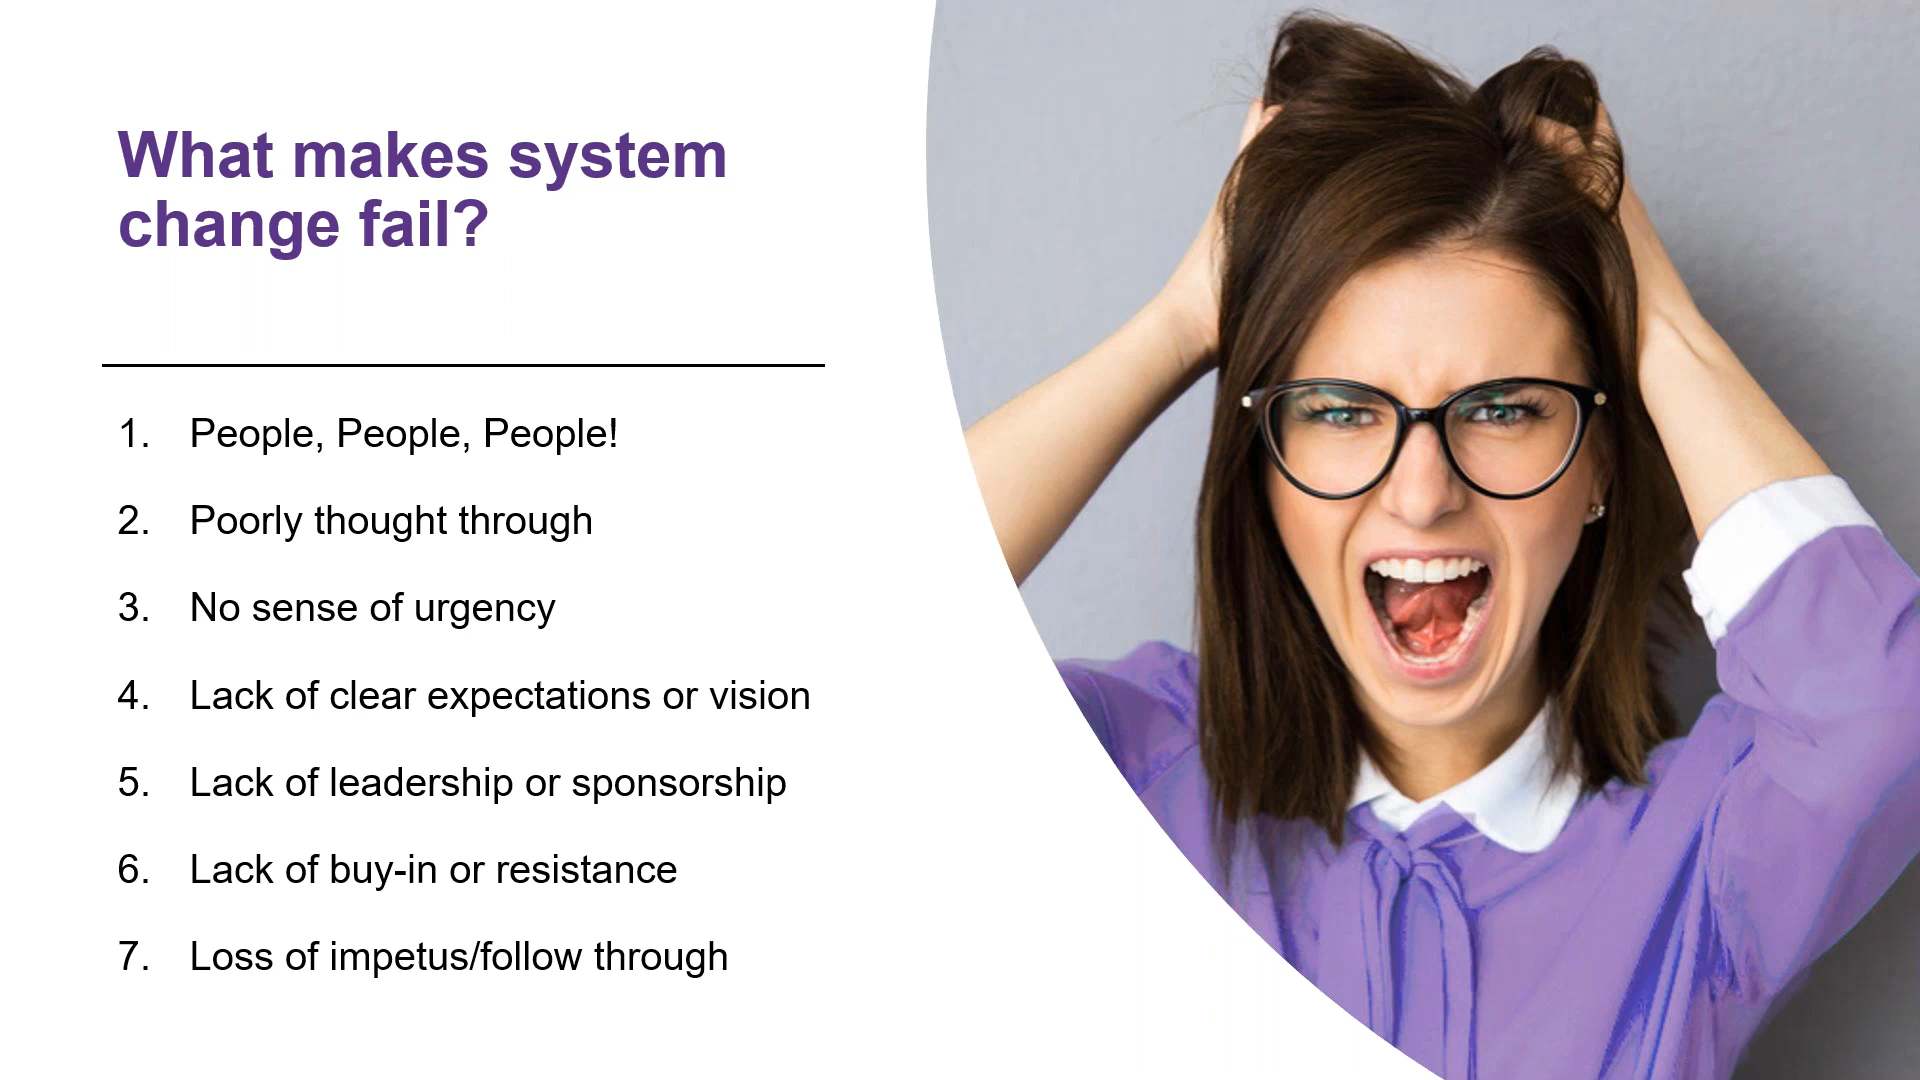 What makes system
change fail?
1. People, People, People!
2. Poorly thought through
3. No sense of urgency
4. Lack of clear expectations or vision
5. Lack of leadership or sponsorship
6. Lack of buy-in or resistance
7. Loss of impetus/follow through